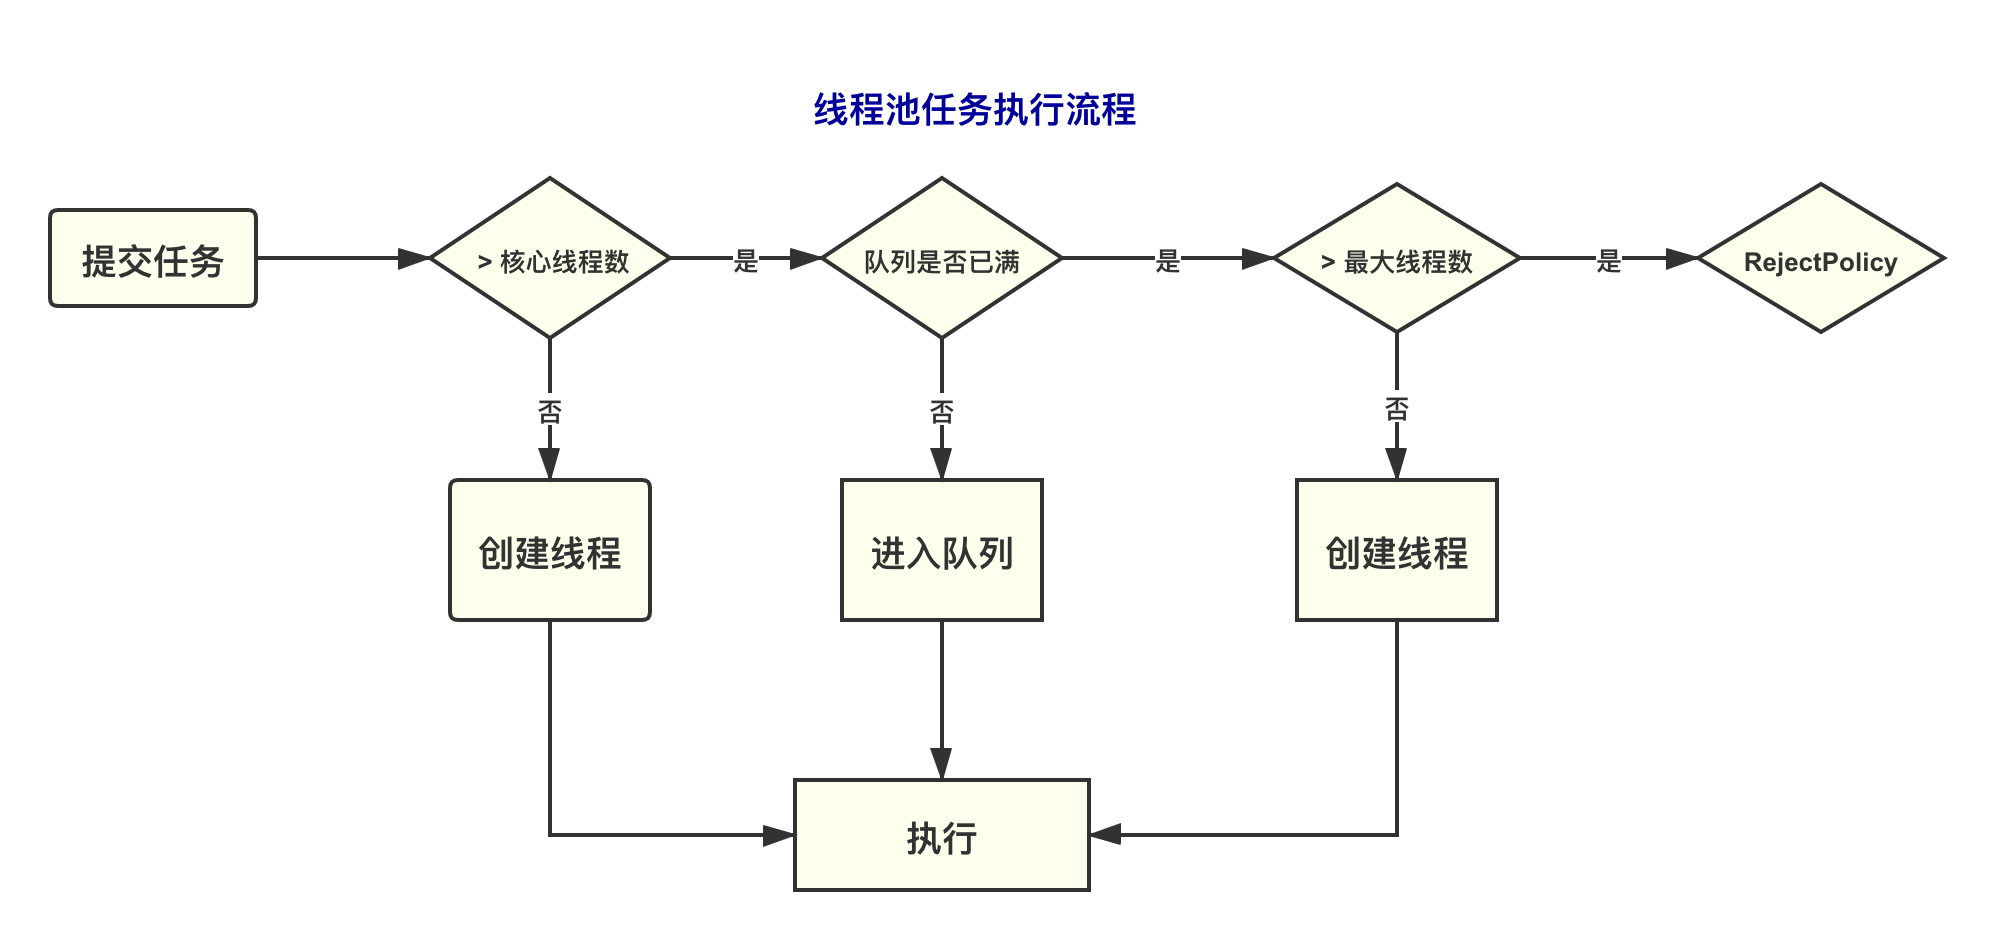 线程池任务执行流程
提交任务
> 核心线程数
是
队列是否已满
是
> 最大线程数
是
RejectPolicy
否
否
否
创建线程
进入队列
创建线程
执行